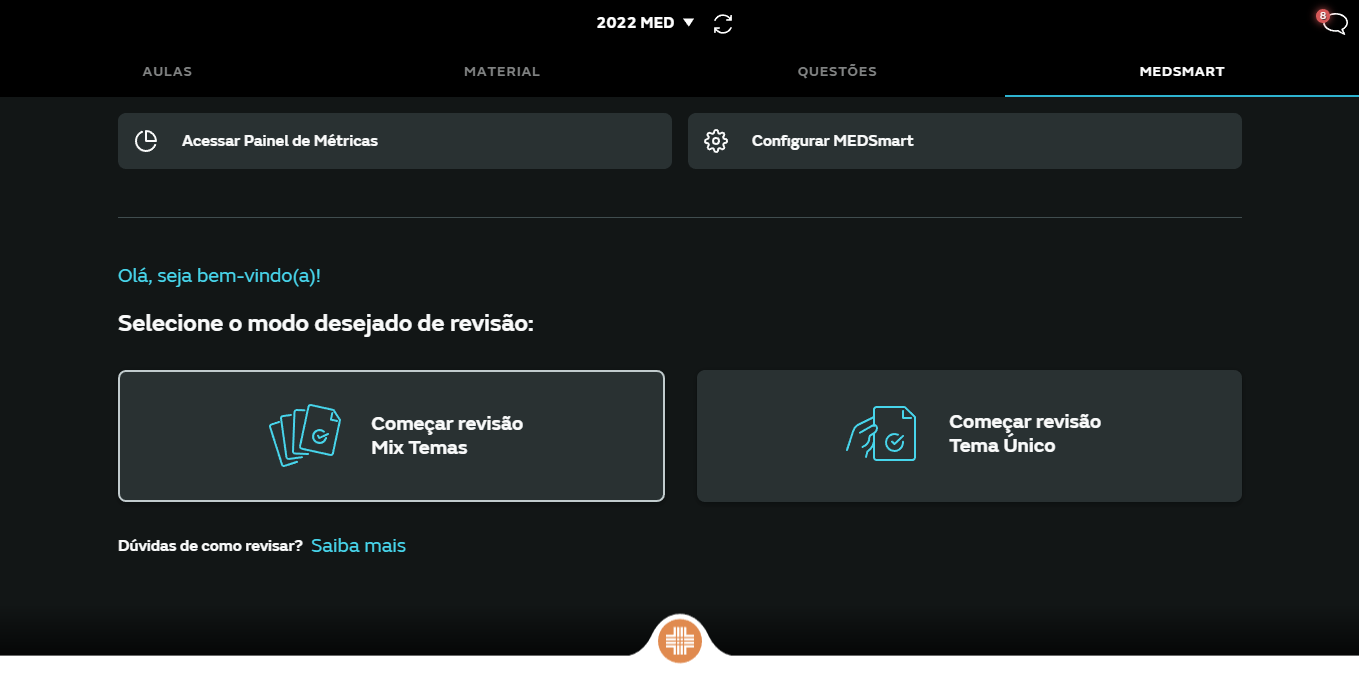 2022 MED
8
AULAS
MATERIAL
QUESTÕES
MEDSMART
Acessar Painel de Métricas
Configurar MEDSmart
Olá, seja bem-vindo(a)!
Selecione o modo desejado de revisão:
Começar revisão
Mix Temas
Começar revisão
Tema Único
Dúvidas de como revisar? Saiba mais